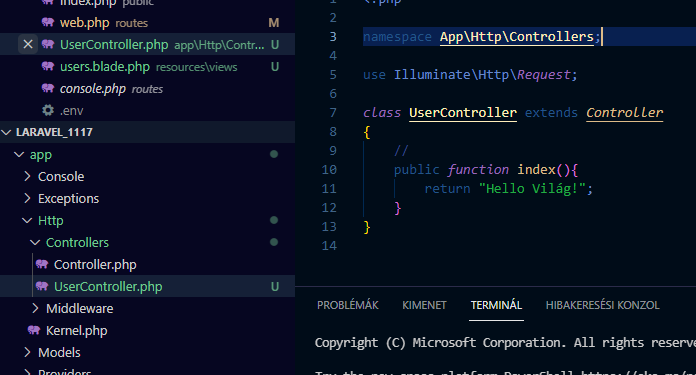 index.php public
web.php routes M
UserController.php app\Http\Contr... U
users.blade.php resources\views U
console.php routes
.env
LARAVEL_1117
app
Console
Exceptions
Http
Controllers
Controller.php
UserController.php U
Middleware
Kernel.php
Models
Providers
1
<?php
2
3 namespace App\Http\Controllers;
4
5 use Illuminate\Http\Request;
6
7 class UserController extends Controller
8 {
9 //
10 public function index(){
11 return "Hello Világ!";
12 }
13 }
14
PROBLÉMÁK KIMENET TERMINÁL HIBAKERESÉSI KONZOL
Copyright (C) Microsoft Corporation. All rights reserve
Try the new cross-platform PowerShell https://aka.ms/p